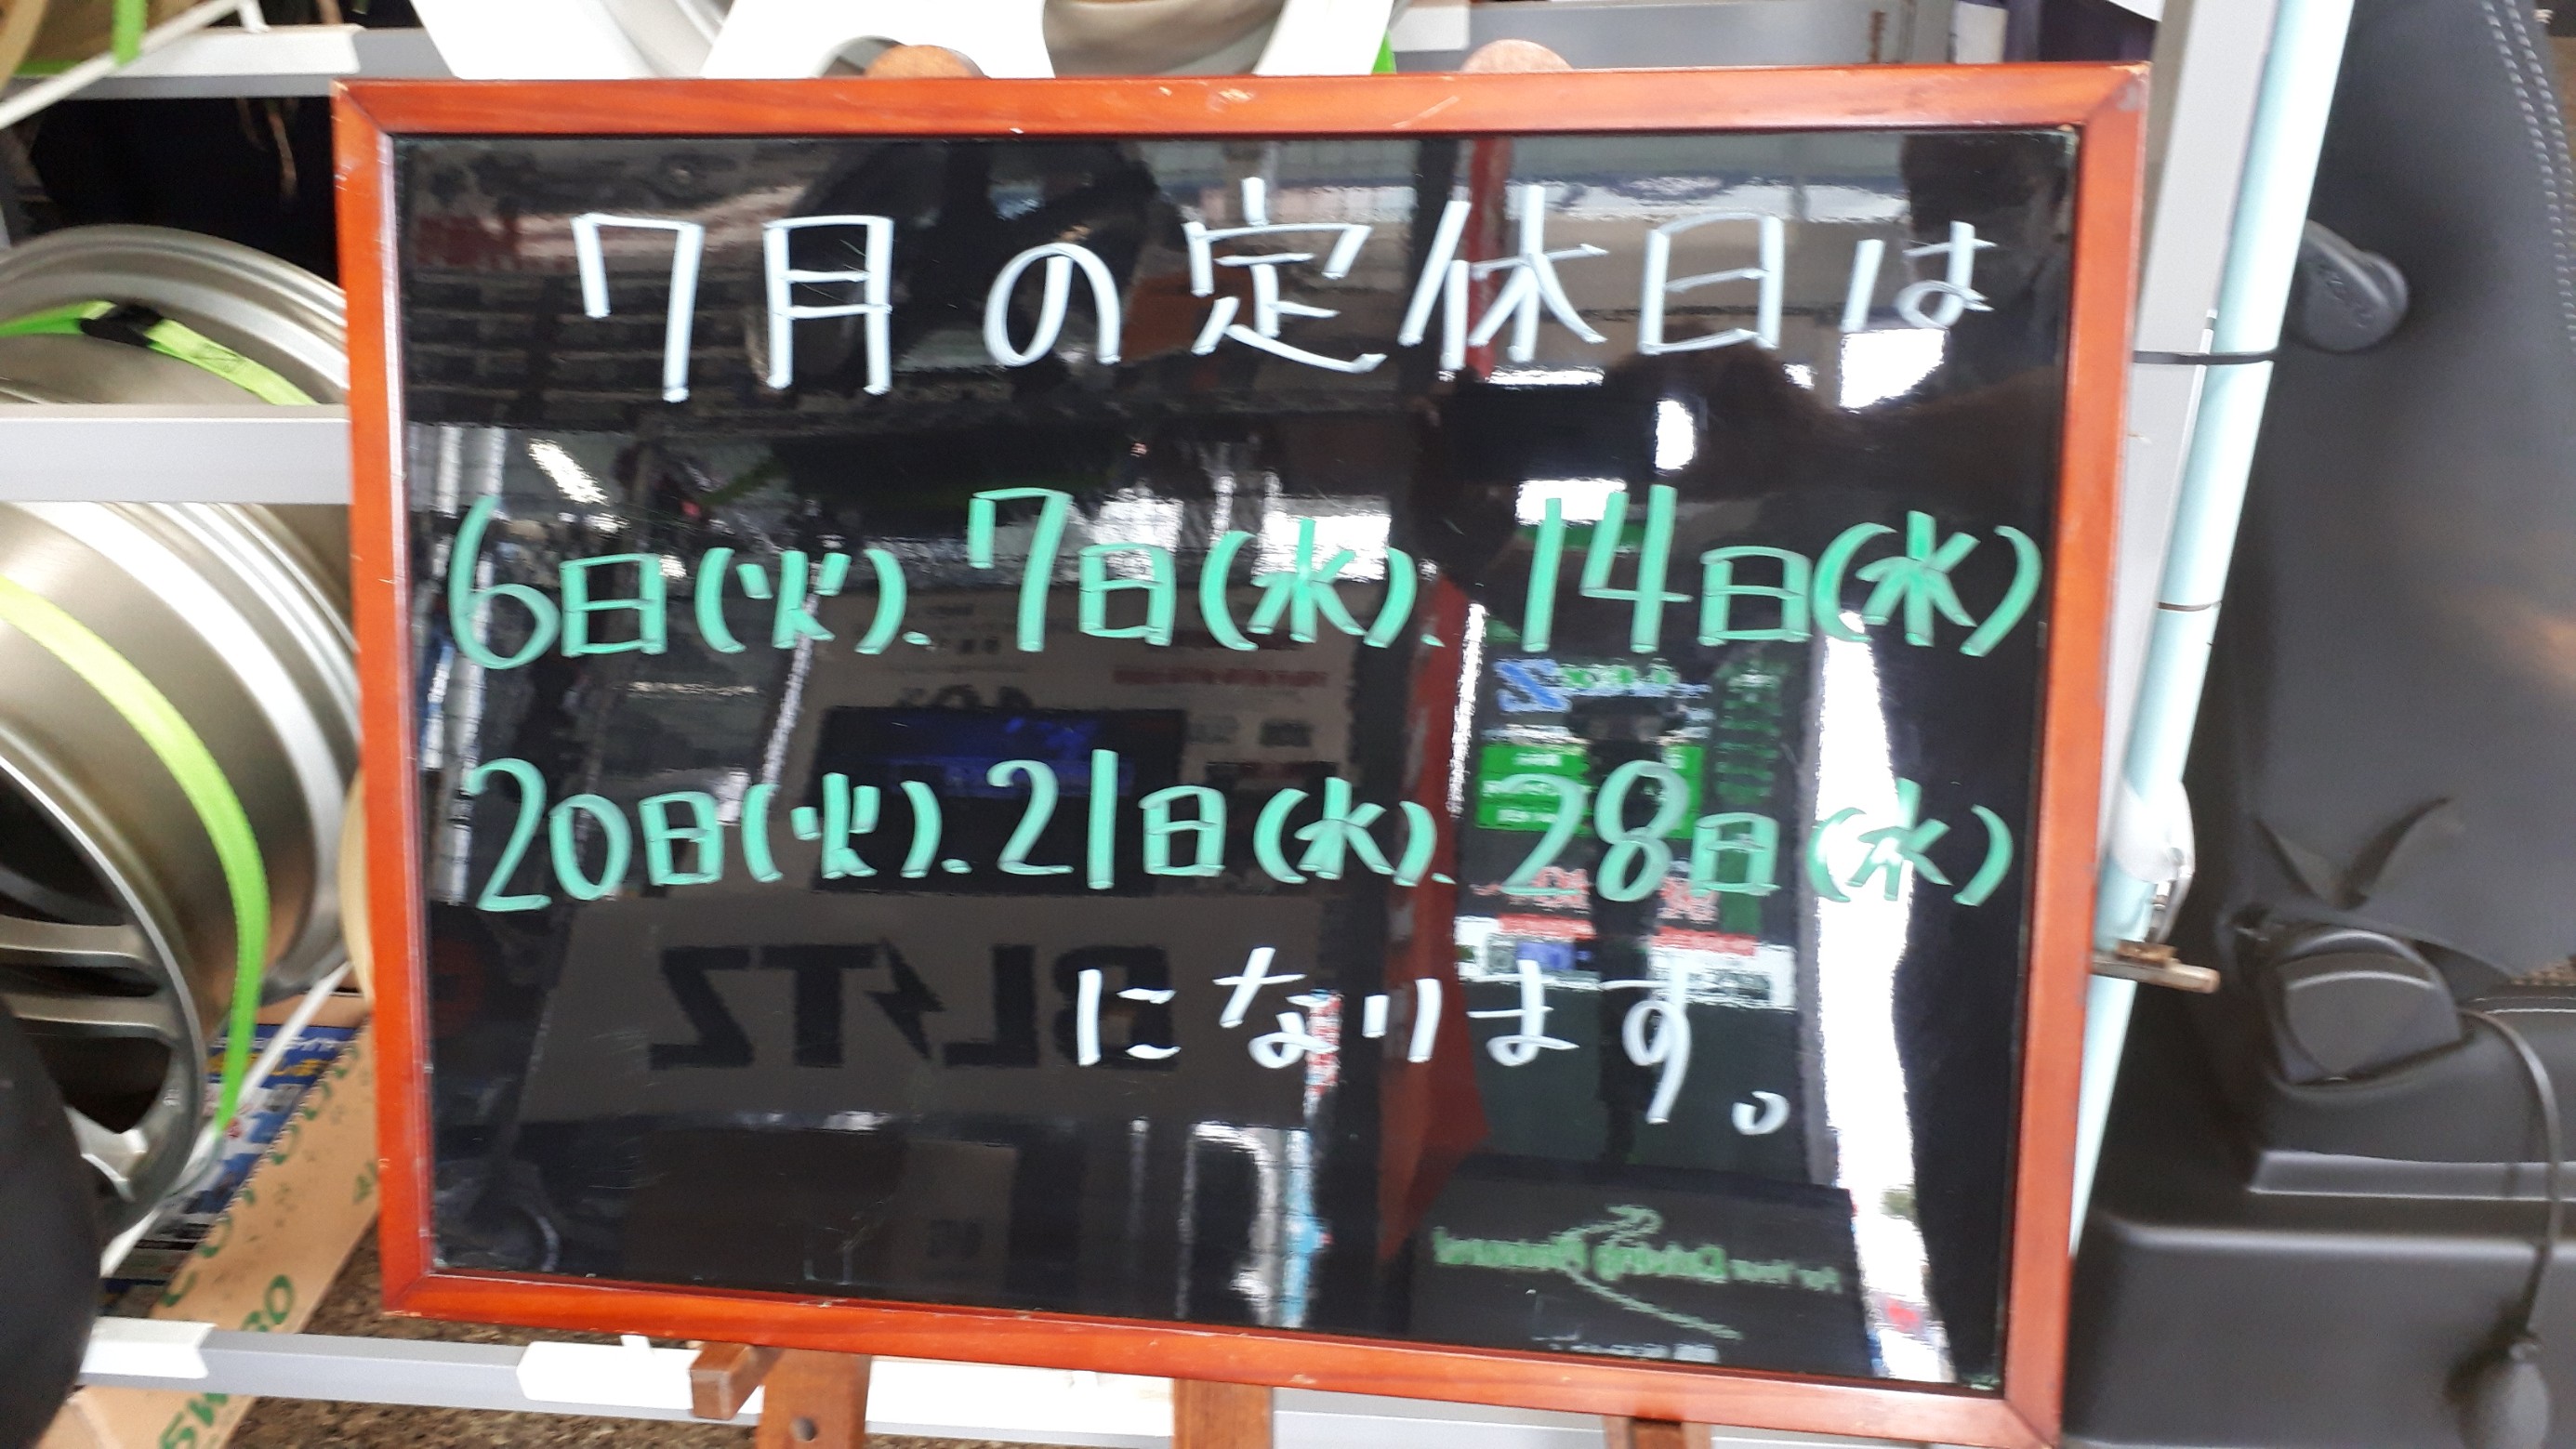 7月の定休日は
6日(火)、7日(水)、14日(水)
20日(火)、21日(水)、28日(水)
になります。
BLITZ